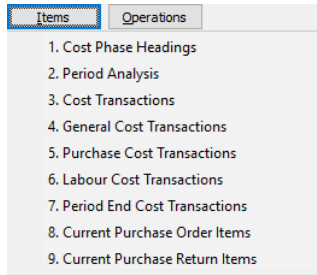 Items Operations
1. Cost Phase Headings
2. Period Analysis
3. Cost Transactions
4. General Cost Transactions
5. Purchase Cost Transactions
6. Labour Cost Transactions
7. Period End Cost Transactions
8. Current Purchase Order Items
9. Current Purchase Return Items